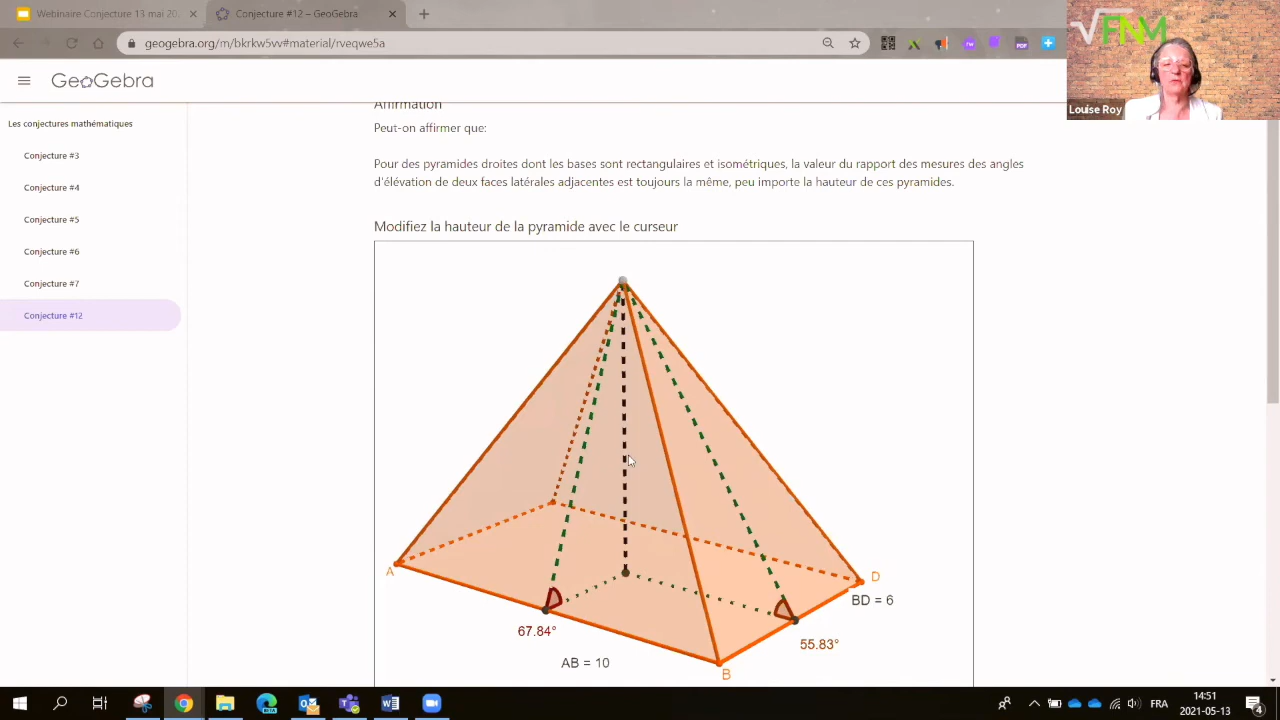 Webinaire Conjecture 13 mai 20
Conjecture #12 – GeoGebra
geogebra.org/m/bkrkw5vv#material/rveqwe5a
PDF
√FNM
Louise Roy
GeoGebra
Les conjectures mathématiques
Conjecture #3
Conjecture #4
Conjecture #5
Conjecture #6
Conjecture #7
Conjecture #12
Affirmation
Peut-on affirmer que:
Pour des pyramides droites dont les bases sont rectangulaires et isométriques, la valeur du rapport des mesures des angles
d'élévation de deux faces latérales adjacentes est toujours la même, peu importe la hauteur de ces pyramides.
Modifiez la hauteur de la pyramide avec le curseur
A
D
BD = 6
67.84°
55.83°
AB = 10
B
BETA
FRA
14:51
2021-05-13
4